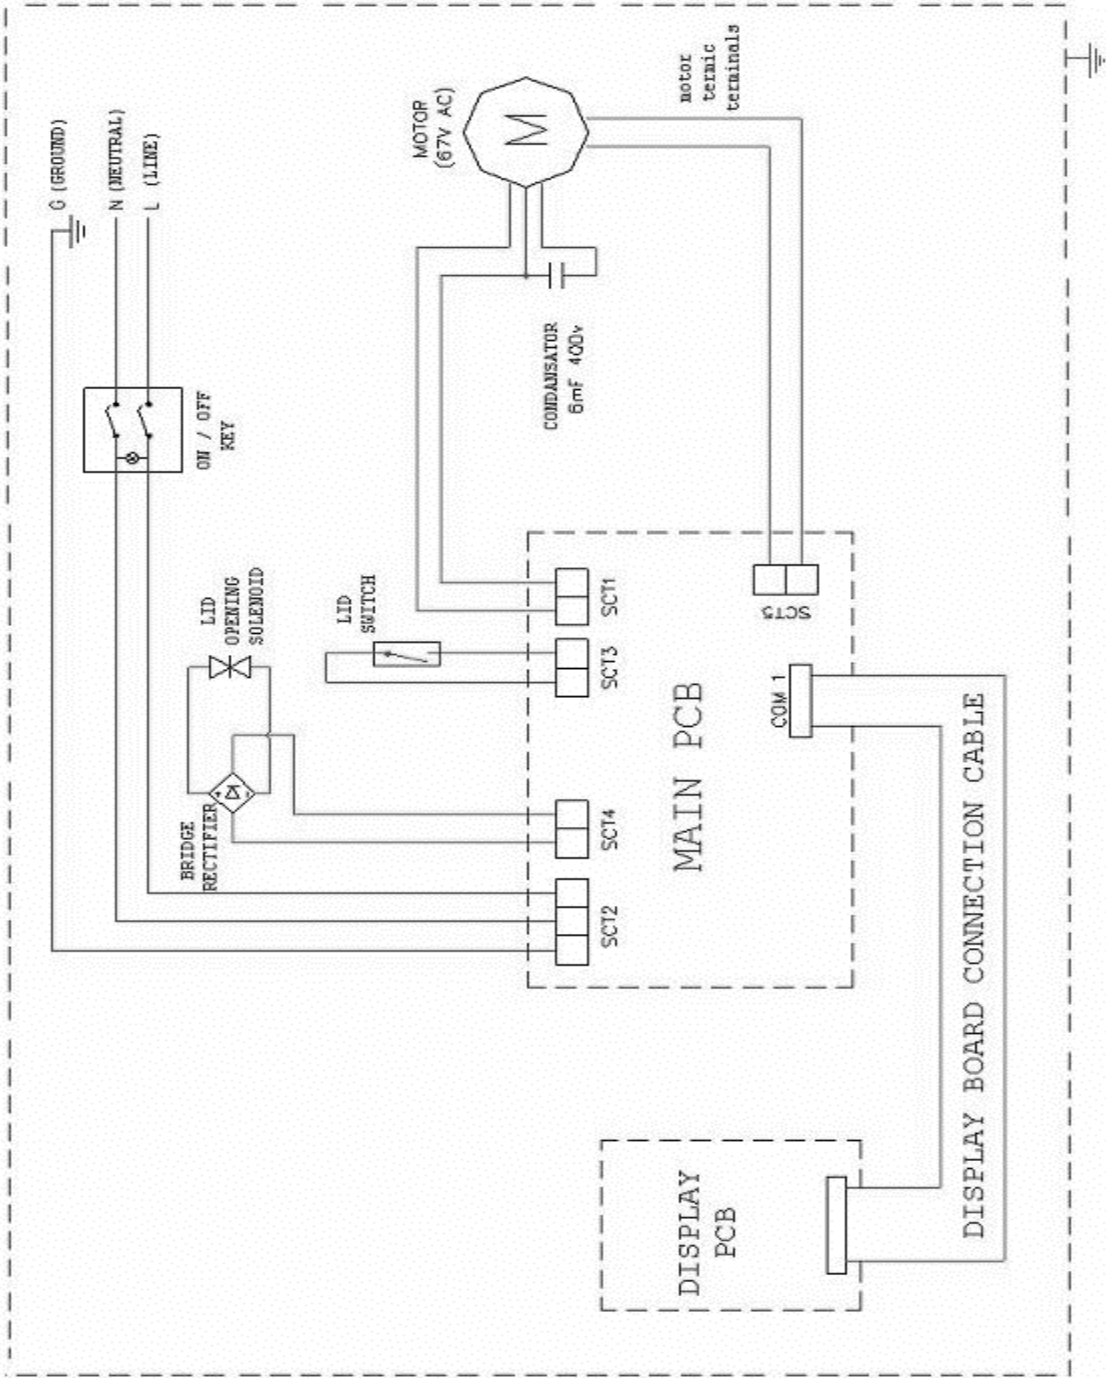 G (GROUND)
N (NEUTRAL)
L (LINE)
ON / OFF
KEY
MOTOR
(67V AC)
M
motor
termic
terminals
CONDANSATOR
6mF 400v
LID
OPENING
SOLENOID
BRIDGE
RECTIFIER
LID
SWITCH
SCT1
SCT3
SCT4
SCT2
SCT5
COM 1
MAIN PCB
DISPLAY
PCB
DISPLAY BOARD CONNECTION CABLE